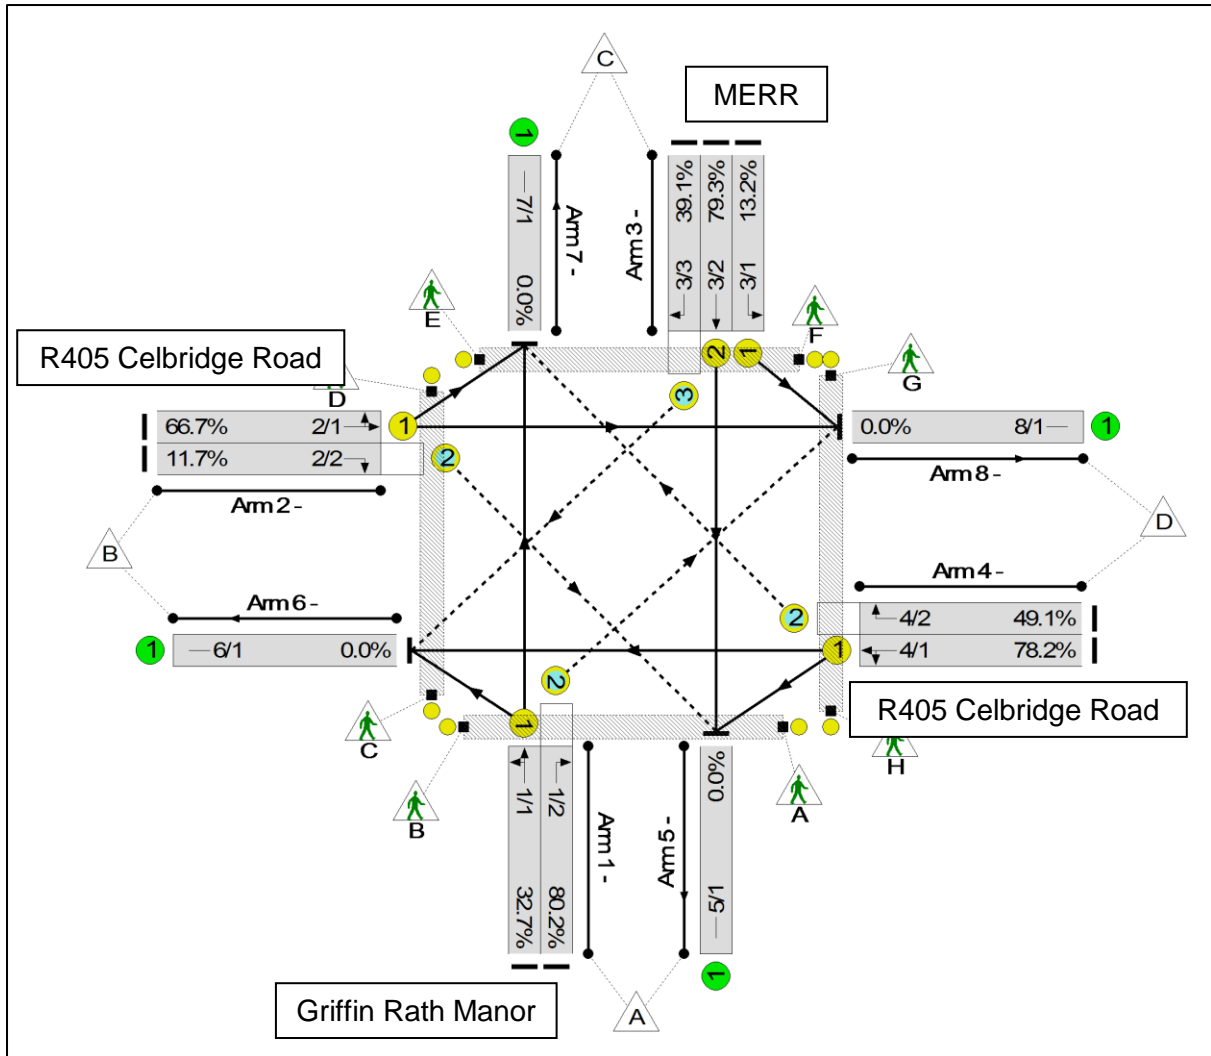 C
MERR
1
7/1
0.0%
Arm 7 -
Arm 3 -
39.1%
3/3
79.3%
3/2
13.2%
3/1
E
F
G
D
R405 Celbridge Road
66.7% 2/1
11.7% 2/2
Arm 2 -
1
2
2
1
3
0.0% 8/1
1
Arm 8 -
B
D
Arm 6 -
Arm 4 -
1
6/1 0.0%
2
2
1
4/2 49.1%
4/1 78.2%
R405 Celbridge Road
C
B
1
A
H
1/1
32.7%
1/2
80.2%
Arm 1 -
Arm 5 -
0.0%
5/1
1
Griffin Rath Manor
A